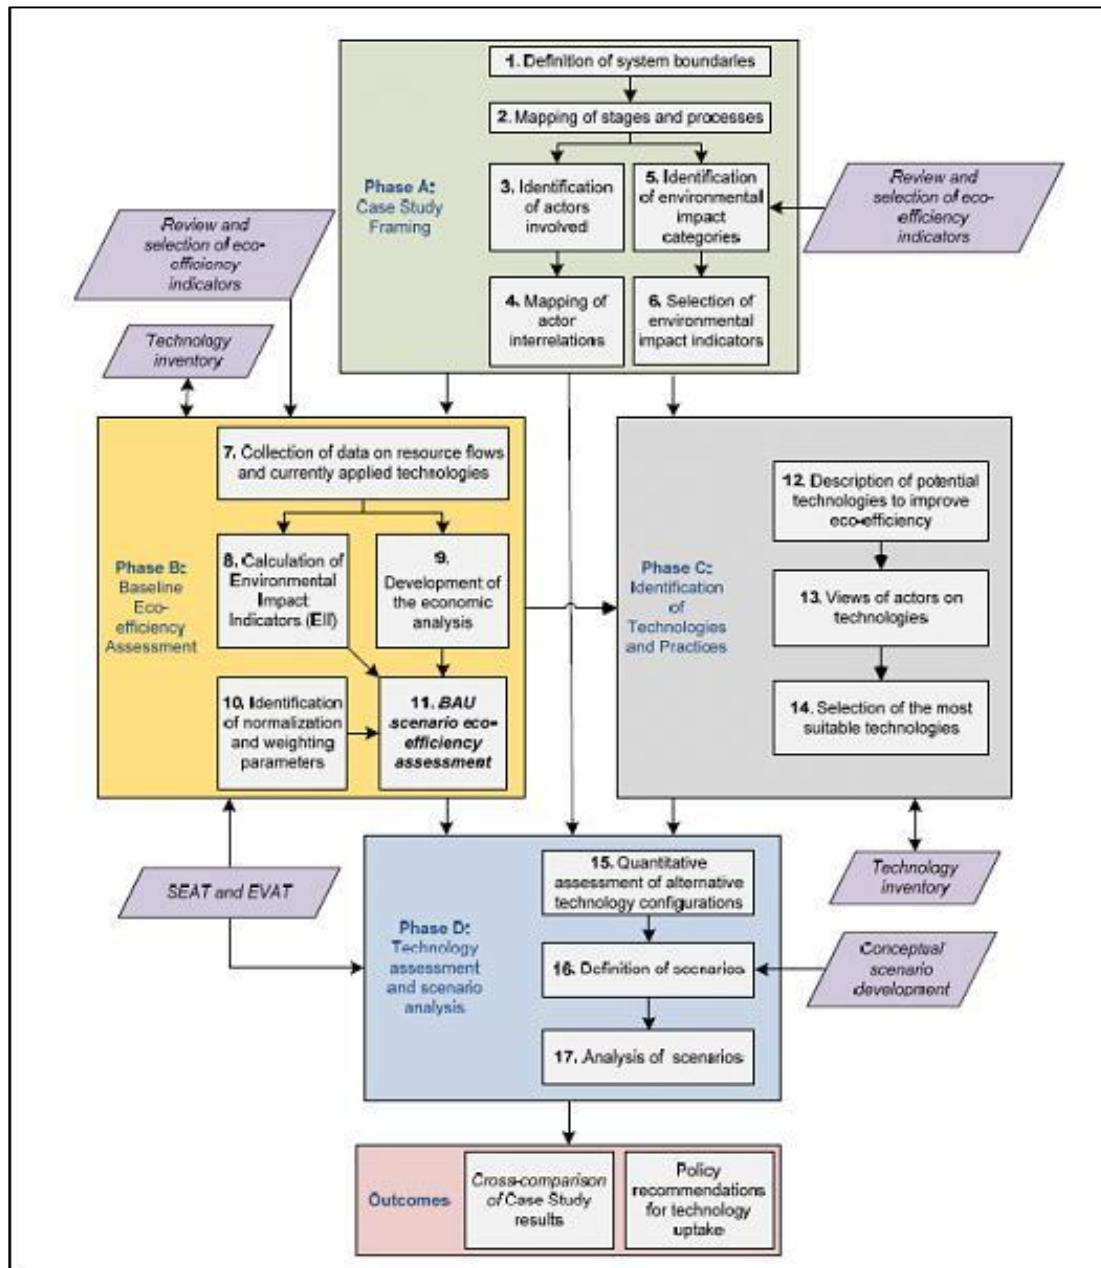 1. Definition of system boundaries
2. Mapping of stages and processes
Phase A:
Case Study
Framing
3. Identification
of actors
involved
5. Identification
of environmental
impact
categories
Review and
selection of eco-
efficiency
indicators
4. Mapping of
actor
interrelations
6. Selection of
environmental
impact indicators
Review and
selection of eco-
efficiency
indicators
Technology
inventory
7. Collection of data on resource flows
and currently applied technologies
Phase B:
Baseline
Eco-
efficiency
Assessment
8. Calculation of
Environmental
Impact
Indicators (EII)
9.
Development of
the economic
analysis
10. Identification
of normalization
and weighting
parameters
11. BAU
scenario eco-
efficiency
assessment
Phase C:
Identification
of
Technologies
and Practices
12. Description of potential
technologies to improve
eco-efficiency
13. Views of actors on
technologies
14. Selection of the most
suitable technologies
SEAT and EVAT
Technology
inventory
Phase D:
Technology
assessment
and scenario
analysis
15. Quantitative
assessment of alternative
technology configurations
16. Definition of scenarios
17. Analysis of scenarios
Conceptual
scenario
development
Outcomes
Cross-comparison
of Case Study
results
Policy
recommendations
for technology
uptake